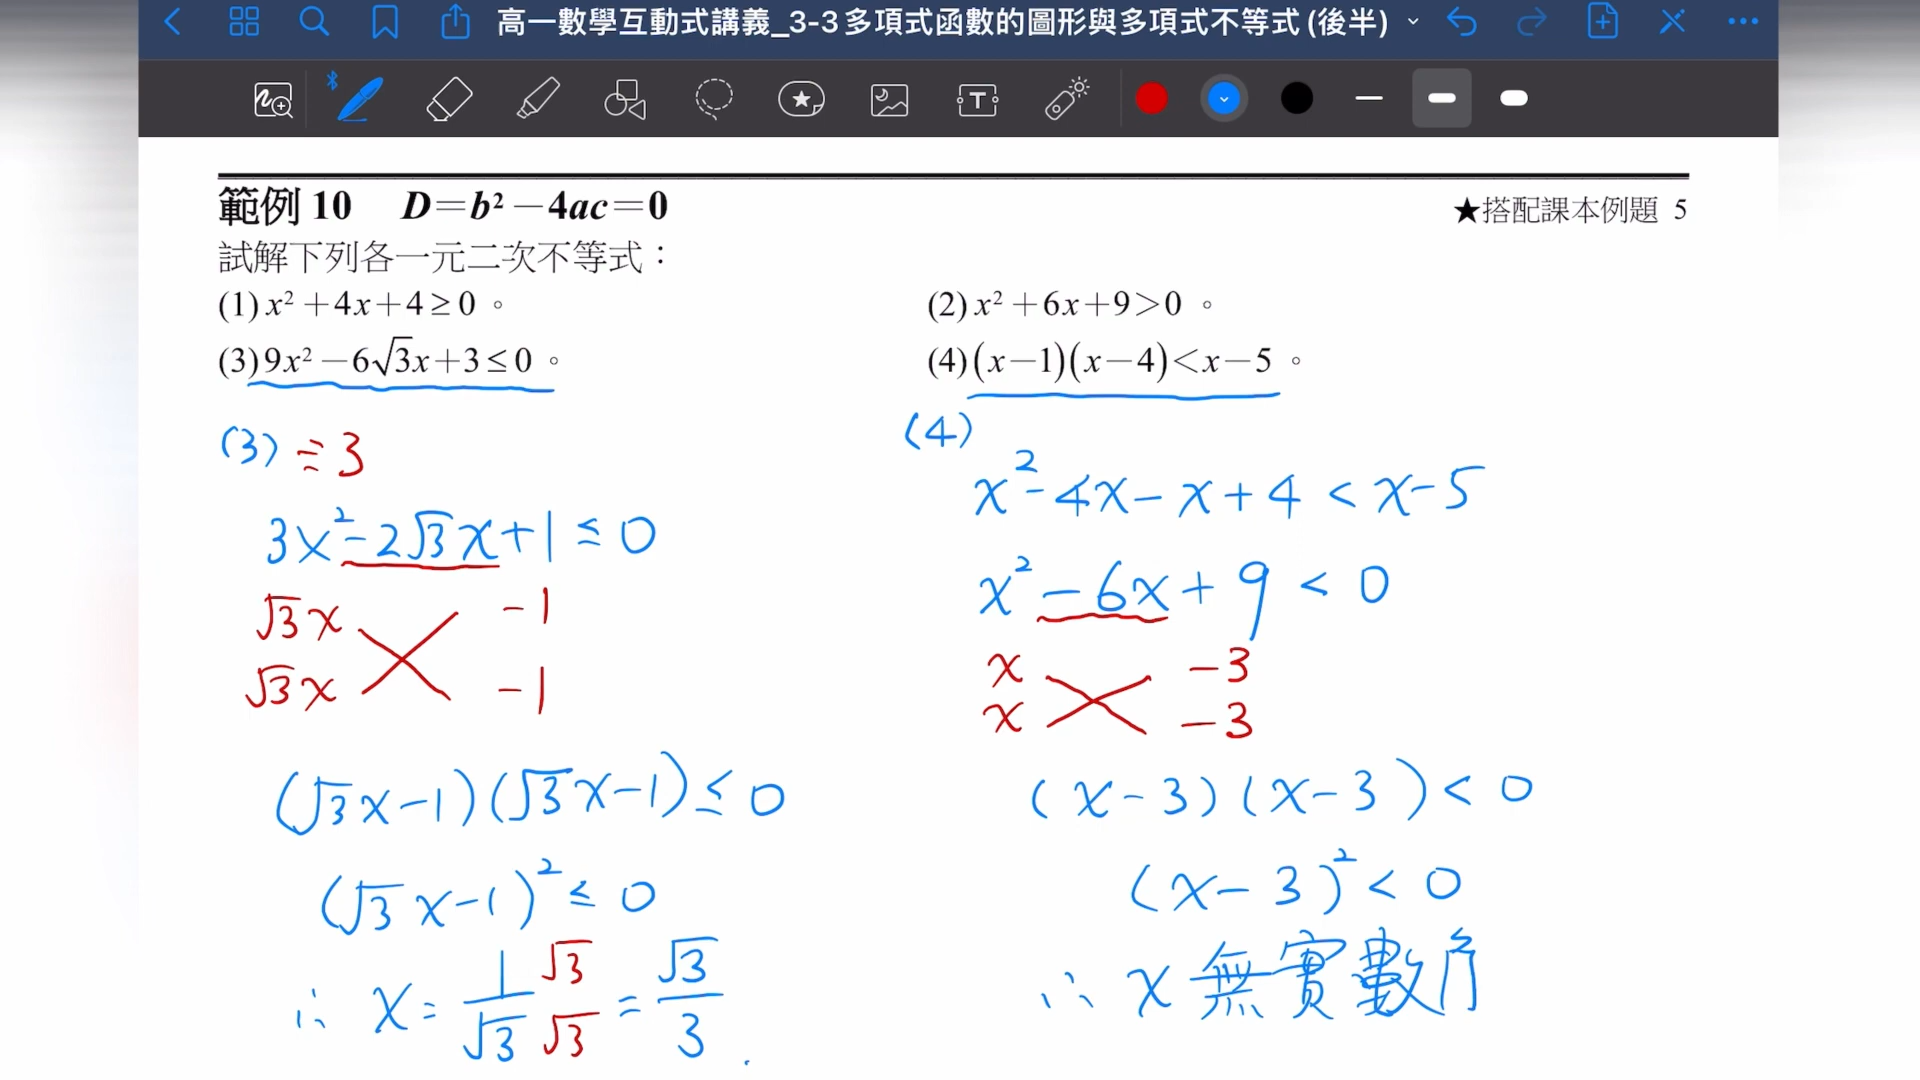 高一數學互動式講義_3-3多項式函數的圖形與多項式不等式(後半)
範例 10 D=b²-4ac=0
★搭配課本例題 5
試解下列各一元二次不等式：
(1) x²+4x+4≥0。
(2) x²+6x+9>0。
(3) 9x²-6√3x+3≤0。
(4) (x-1)(x-4)<x-5。
(3) ÷3
3x²-2√3x+1≤0
√3x -1
√3x -1
(√3x-1)(√3x-1)≤0
(√3x-1)²≤0
∴ x=1/√3 √3/√3=√3/3
(4)
x²-4x-x+4<x-5
x²-6x+9<0
x -3
x -3
(x-3)(x-3)<0
(x-3)²<0
∴ x 無實數